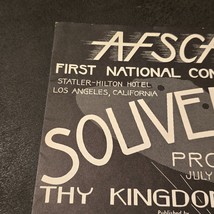 AFSC
FIRST NATIONAL CON
STATLER-HILTON HOTEL
LOS ANGELES, CALIFORNIA
SOUVE
PRO
JULY
THY KINGDO
Published by